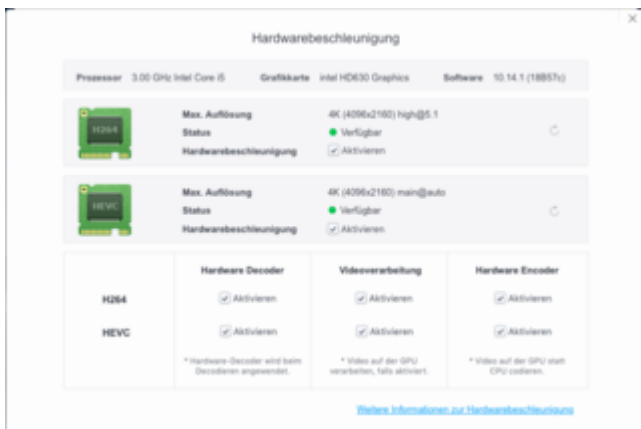 Hardwarebeschleunigung
Prozessor 3.00 GHz Intel Core i5 Grafikkarte intel HD630 Graphics Software 10.14.1 (18B57c)
H264
Max. Auflösung 4K (4096x2160) high@5.1
Status Verfügbar
Hardwarebeschleunigung Aktivieren
HEVC
Max. Auflösung 4K (4096x2160) main@auto
Status Verfügbar
Hardwarebeschleunigung Aktivieren
Hardware Decoder Videoverarbeitung Hardware Encoder
H264 Aktivieren Aktivieren Aktivieren
HEVC Aktivieren Aktivieren Aktivieren
* Hardware-Decoder wird beim * Video auf der GPU * Video auf der GPU statt
Decodieren angewendet. verarbeiten, falls aktiviert. CPU codieren.
Weitere Informationen zur Hardwarebeschleunigung